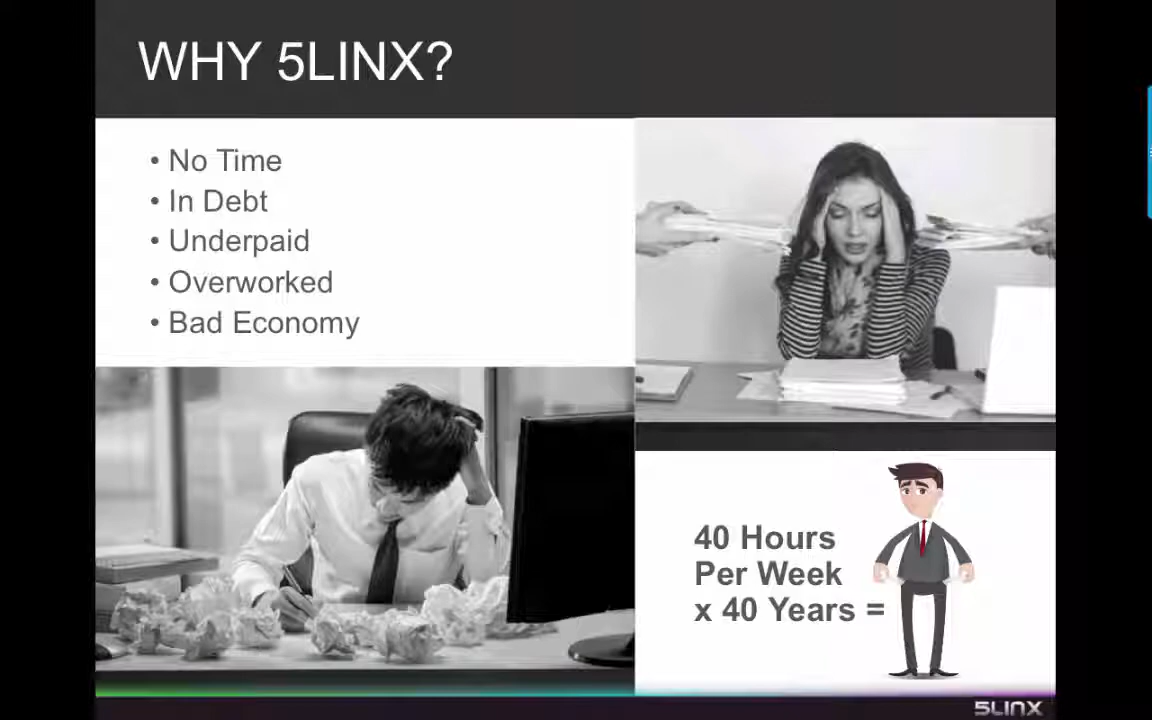 WHY 5LINX?
• No Time
• In Debt
• Underpaid
• Overworked
• Bad Economy
40 Hours
Per Week
x 40 Years =
5LINX